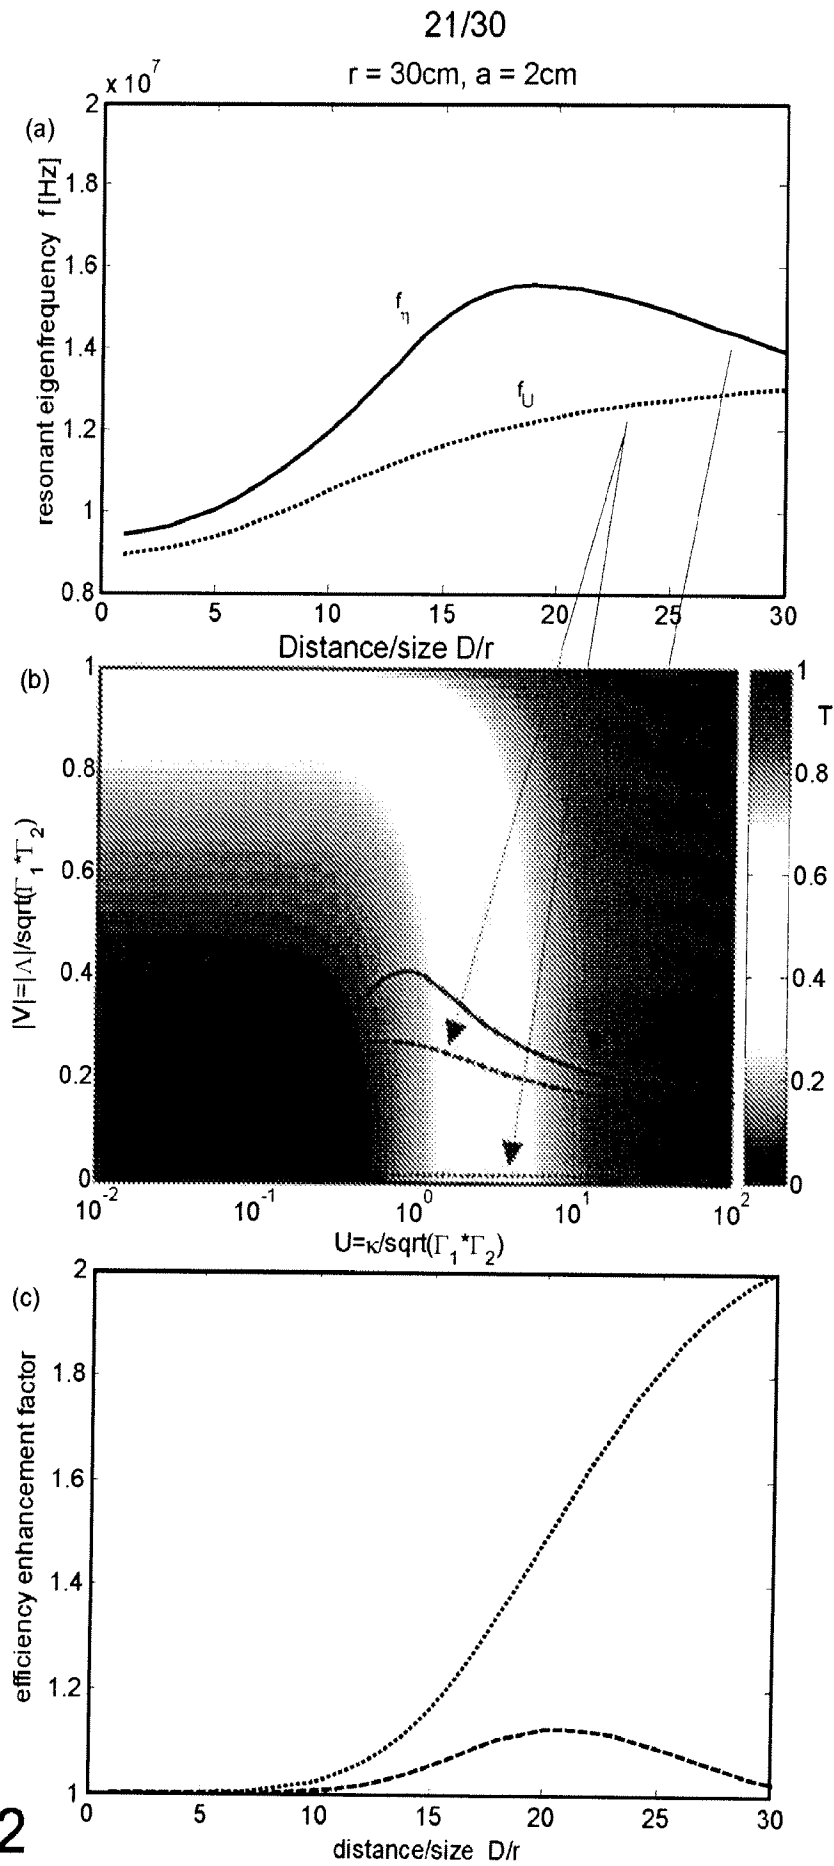 21/30
r = 30cm, a = 2cm
x 10^7
(a)
resonant eigenfrequency f [Hz]
2
1.8
1.6
1.4
1.2
1
0.8
f_η
f_U
0 5 10 15 20 25 30
Distance/size D/r
(b)
|V|=|Λ|/sqrt(Γ_1*Γ_2)
1
0.8
0.6
0.4
0.2
0
10^-2 10^-1 10^0 10^1 10^2
U=κ/sqrt(Γ_1*Γ_2)
1
T
0.8
0.6
0.4
0.2
0
(c)
efficiency enhancement factor
2
1.8
1.6
1.4
1.2
1
0 5 10 15 20 25 30
distance/size D/r
2